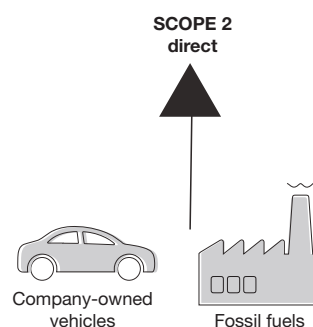 SCOPE 2
direct
Company-owned
vehicles
Fossil fuels